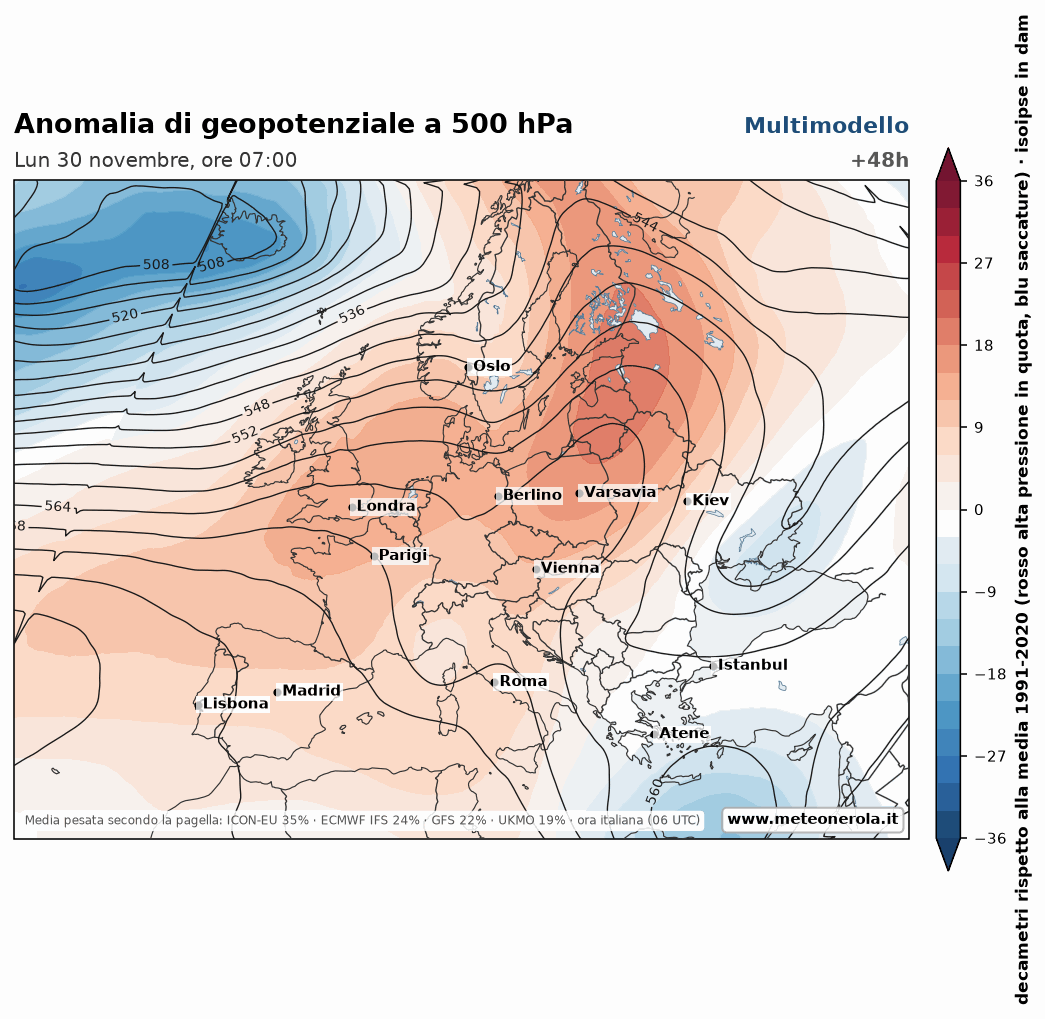 Anomalia di geopotenziale a 500 hPa
Multimodello
Lun 30 novembre, ore 07:00
+48h
508
508
520
536
544
548
552
564
560
Oslo
Berlino
Varsavia
Kiev
Londra
Parigi
Vienna
Roma
Istanbul
Madrid
Lisbona
Atene
Media pesata secondo la pagella: ICON-EU 35% · ECMWF IFS 24% · GFS 22% · UKMO 19% · ora italiana (06 UTC)
www.meteonerola.it
36
27
18
9
0
−9
−18
−27
−36
decametri rispetto alla media 1991-2020 (rosso alta pressione in quota, blu saccature) · isoipse in dam